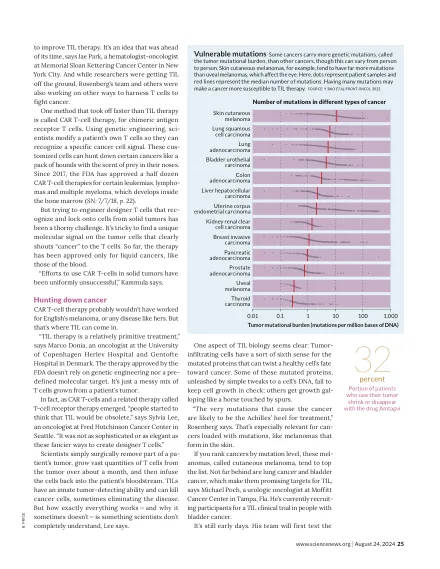 to improve TIL therapy. It's an idea that was ahead
of its time, says Jae Park, a hematologist-oncologist
at Memorial Sloan Kettering Cancer Center in New
York City. And while researchers were getting TIL
off the ground, Rosenberg's team and others were
also working on other ways to harness T cells to
fight cancer.
One method that took off faster than TIL therapy
is called CAR T-cell therapy, for chimeric antigen
receptor T cells. Using genetic engineering, sci-
entists modify a patient's own T cells so they can
recognize a specific cancer cell signal. These cus-
tomized cells can hunt down certain cancers like a
pack of hounds with the scent of prey in their noses.
Since 2017, the FDA has approved a half dozen
CAR T-cell therapies for certain leukemias, lympho-
mas and multiple myeloma, which develops inside
the bone marrow (SN: 7/7/18, p. 22).
But trying to engineer designer T cells that rec-
ognize and lock onto cells from solid tumors has
been a thorny challenge. It's tricky to find a unique
molecular signal on the tumor cells that clearly
shouts "cancer" to the T cells. So far, the therapy
has been approved only for liquid cancers, like
those of the blood.
"Efforts to use CAR T-cells in solid tumors have
been uniformly unsuccessful," Kammula says.
Hunting down cancer
CAR T-cell therapy probably wouldn't have worked
for English's melanoma, or any disease like hers. But
that's where TIL can come in.
"TIL therapy is a relatively primitive treatment,"
says Marco Donia, an oncologist at the University
of Copenhagen Herlev Hospital and Gentofte
Hospital in Denmark. The therapy approved by the
FDA doesn't rely on genetic engineering nor a pre-
defined molecular target. It's just a messy mix of
T cells grown from a patient's tumor.
In fact, as CAR T-cells and a related therapy called
T-cell receptor therapy emerged, "people started to
think that TIL would be obsolete," says Sylvia Lee,
an oncologist at Fred Hutchinson Cancer Center in
Seattle. "It was not as sophisticated or as elegant as
these fancier ways to create designer T cells."
Scientists simply surgically remove part of a pa-
tient's tumor, grow vast quantities of T cells from
the tumor over about a month, and then infuse
the cells back into the patient's bloodstream. TILs
have an innate tumor-detecting ability and can kill
cancer cells, sometimes eliminating the disease.
But how exactly everything works — and why it
sometimes doesn't — is something scientists don't
completely understand, Lee says.
Vulnerable mutations Some cancers carry more genetic mutations, called
the tumor mutational burden, than other cancers, though this can vary from person
to person. Skin cutaneous melanomas, for example, tend to have far more mutations
than uveal melanomas, which affect the eye. Here, dots represent patient samples and
red lines represent the median number of mutations. Having many mutations may
make a cancer more susceptible to TIL therapy.
Number of mutations in different types of cancer
Skin cutaneous
melanoma
Lung squamous
cell carcinoma
Lung
adenocarcinoma
Bladder urothelial
carcinoma
Colon
adenocarcinoma
Liver hepatocellular
carcinoma
Uterine corpus
endometrial carcinoma
Kidney renal clear
cell carcinoma
Breast invasive
carcinoma
Pancreatic
adenocarcinoma
Prostate
adenocarcinoma
Uveal
melanoma
Thyroid
carcinoma
0.01 0.1 1 10 100 1,000
Tumor mutational burden (mutations per million bases of DNA)
One aspect of TIL biology seems clear: Tumor-
infiltrating cells have a sort of shark sense for the
mutated proteins that can twist a healthy cell's fate
toward cancer. Some of these mutated proteins,
unleashed by simple tweaks to a cell's DNA, fail to
keep cell growth in check; others get growth gal-
loping like a horse touched by spurs.
"The very mutations that cause the cancer
are likely to be the Achilles' heel for treatment,"
Rosenberg says. That's especially relevant for can-
cers loaded with mutations, like melanomas
that form in the skin.
If you rank cancers by mutation level, these mel-
anomas, called cutaneous melanoma, tend to top
the list. Not far behind are lung cancer and bladder
cancer, which make them promising targets for TIL,
says Michael Poch, a urologic oncologist at Moffitt
Cancer Center in Tampa, Fla. He's currently recruit-
ing participants for a TIL clinical trial in people with
bladder cancer.
It's still early days. His team will first test the
32
percent
Portion of patients
who saw their tumor
shrink or disappear
with the drug Amtagvi
www.sciencenews.org | August 24, 2024 25